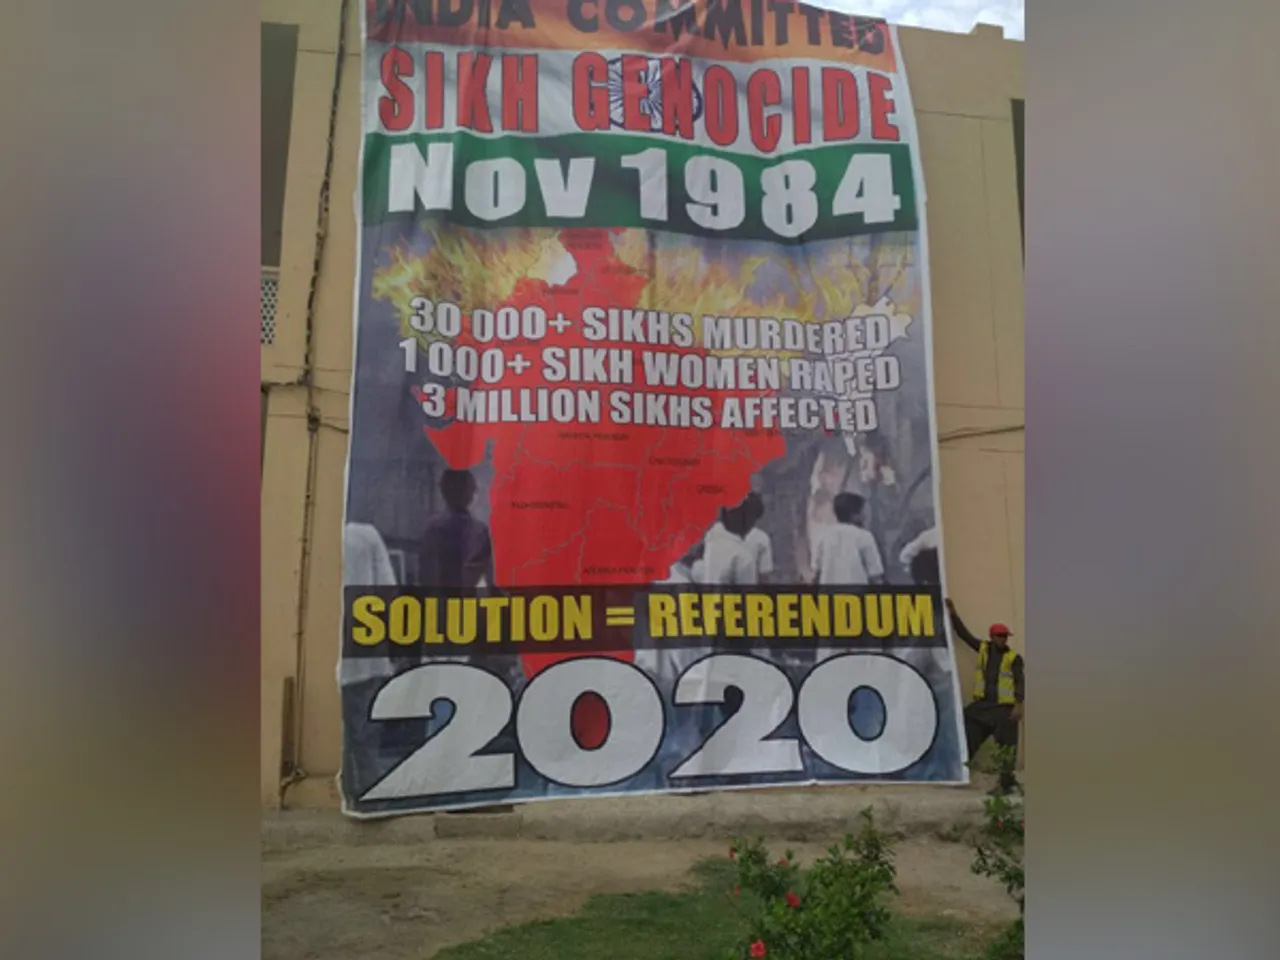 INDIA COMMITTED
SIKH GENOCIDE
NOV 1984
30 000+ SIKHS MURDERED
1 000+ SIKH WOMEN RAPED
3 MILLION SIKHS AFFECTED
SOLUTION = REFERENDUM
2020